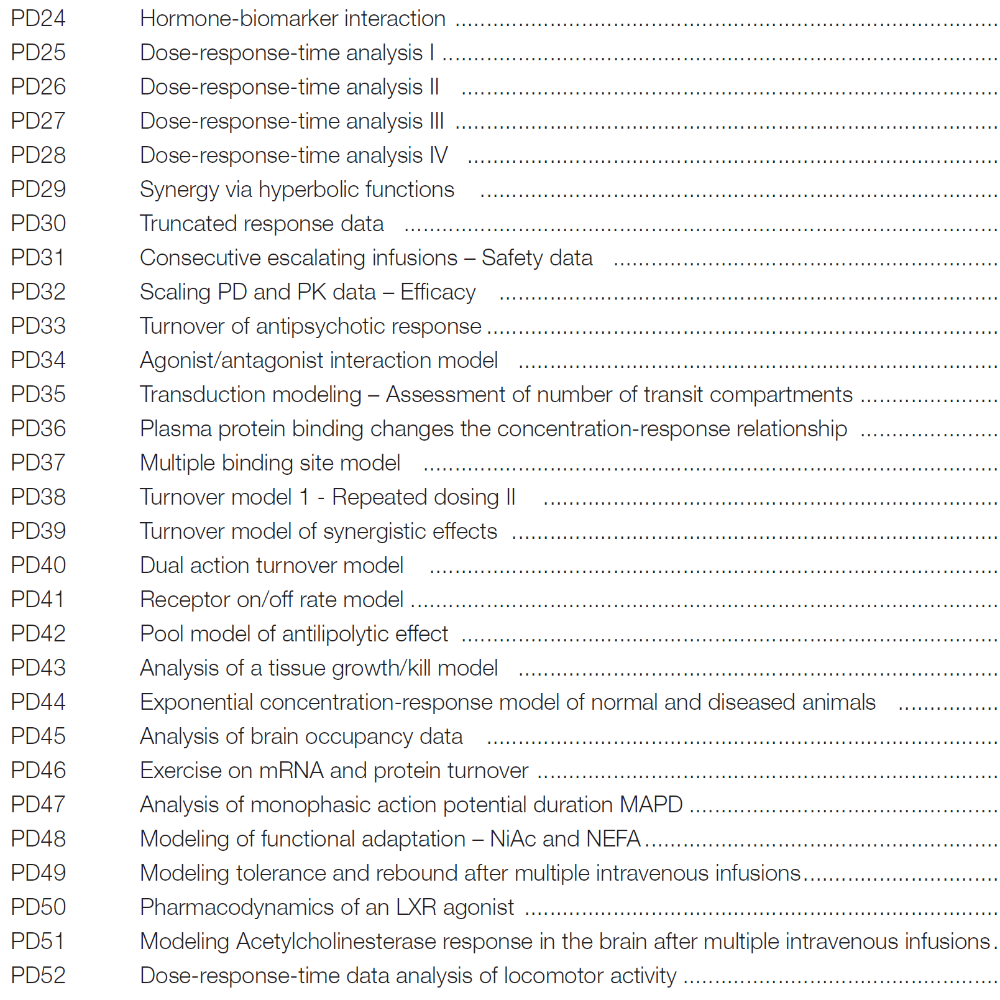 PD24 Hormone-biomarker interaction ........................................................................................
PD25 Dose-response-time analysis I ..........................................................................................
PD26 Dose-response-time analysis II .......................................................................................
PD27 Dose-response-time analysis III ........................................................................................
PD28 Dose-response-time analysis IV ......................................................................................
PD29 Synergy via hyperbolic functions ....................................................................................
PD30 Truncated response data ................................................................................................
PD31 Consecutive escalating infusions – Safety data ...............................................................
PD32 Scaling PD and PK data – Efficacy .................................................................................
PD33 Turnover of antipsychotic response ...................................................................................
PD34 Agonist/antagonist interaction model ..............................................................................
PD35 Transduction modeling – Assessment of number of transit compartments ......................
PD36 Plasma protein binding changes the concentration-response relationship ......................
PD37 Multiple binding site model .............................................................................................
PD38 Turnover model 1 - Repeated dosing II ..........................................................................
PD39 Turnover model of synergistic effects ...............................................................................
PD40 Dual action turnover model ............................................................................................
PD41 Receptor on/off rate model ...............................................................................................
PD42 Pool model of antilipolytic effect .......................................................................................
PD43 Analysis of a tissue growth/kill model ..............................................................................
PD44 Exponential concentration-response model of normal and diseased animals ................
PD45 Analysis of brain occupancy data ...................................................................................
PD46 Exercise on mRNA and protein turnover ...........................................................................
PD47 Analysis of monophasic action potential duration MAPD ...................................................
PD48 Modeling of functional adaptation – NiAc and NEFA ..........................................................
PD49 Modeling tolerance and rebound after multiple intravenous infusions ...............................
PD50 Pharmacodynamics of an LXR agonist .............................................................................
PD51 Modeling Acetylcholinesterase response in the brain after multiple intravenous infusions .
PD52 Dose-response-time data analysis of locomotor activity ....................................................